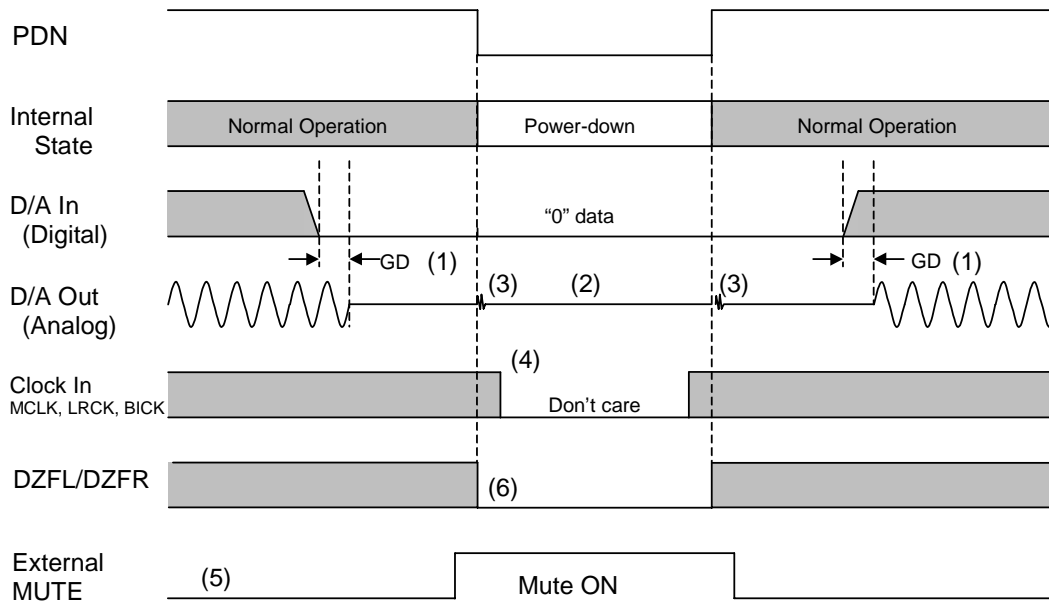 PDN
Internal
State
Normal Operation
Power-down
Normal Operation
D/A In
(Digital)
“0” data
GD (1)
GD (1)
D/A Out
(Analog)
(3)
(2)
(3)
Clock In
MCLK, LRCK, BICK
(4)
Don’t care
DZFL/DZFR
(6)
External
MUTE
(5)
Mute ON